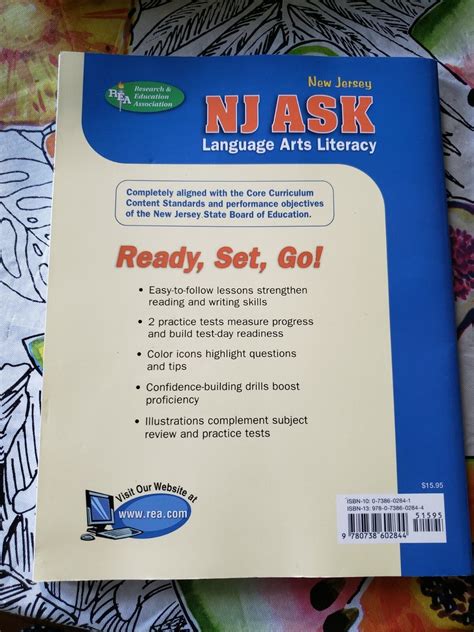 REA
Research &
Education
Association
New Jersey
NJ ASK
Language Arts Literacy
Completely aligned with the Core Curriculum
Content Standards and performance objectives
of the New Jersey State Board of Education.
Ready, Set, Go!
• Easy-to-follow lessons strengthen
reading and writing skills
• 2 practice tests measure progress
and build test-day readiness
• Color icons highlight questions
and tips
• Confidence-building drills boost
proficiency
• Illustrations complement subject
review and practice tests
Visit Our Website at
www.rea.com
$15.95
ISBN-10: 0-7386-0284-1
ISBN-13: 978-0-7386-0284-4
51595
9 780738 602844